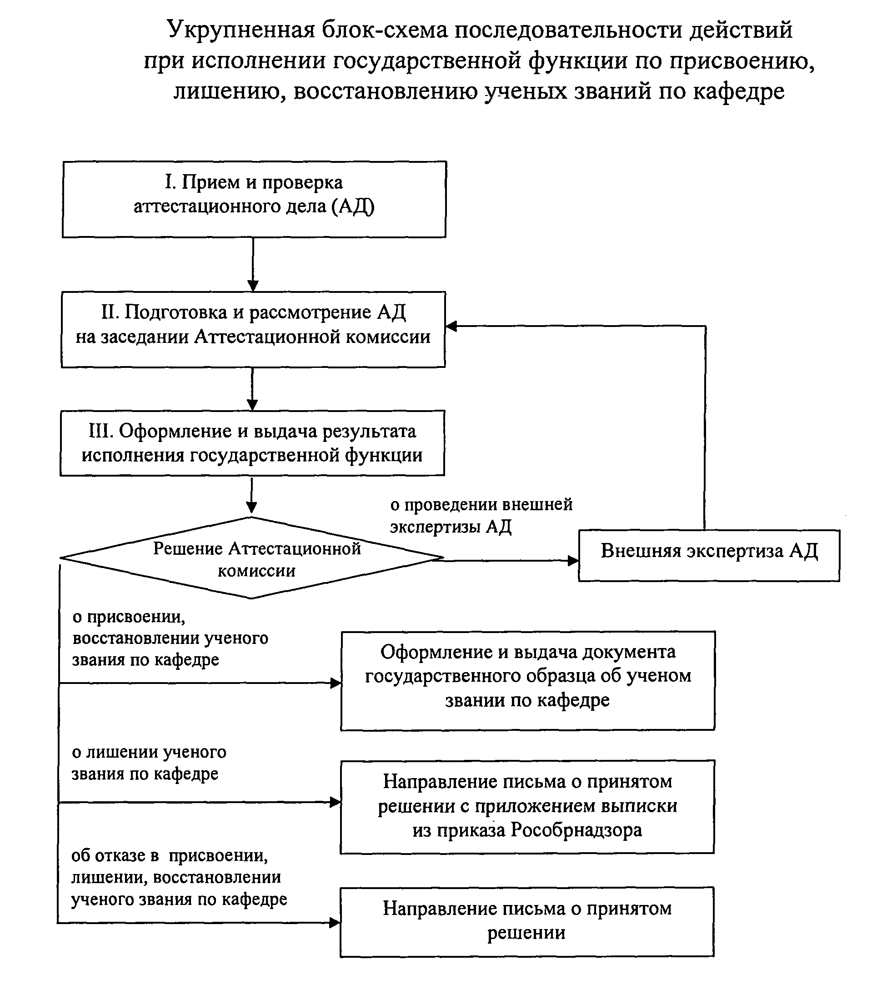 Укрупненная блок-схема последовательности действий
при исполнении государственной функции по присвоению,
лишению, восстановлению ученых званий по кафедре
I. Прием и проверка
аттестационного дела (АД)
II. Подготовка и рассмотрение АД
на заседании Аттестационной комиссии
III. Оформление и выдача результата
исполнения государственной функции
о проведении внешней
экспертизы АД
Решение Аттестационной
комиссии
Внешняя экспертиза АД
о присвоении,
восстановлении ученого
звания по кафедре
Оформление и выдача документа
государственного образца об ученом
звании по кафедре
о лишении ученого
звания по кафедре
Направление письма о принятом
решении с приложением выписки
из приказа Рособрнадзора
об отказе в присвоении,
лишении, восстановлении
ученого звания по кафедре
Направление письма о принятом
решении